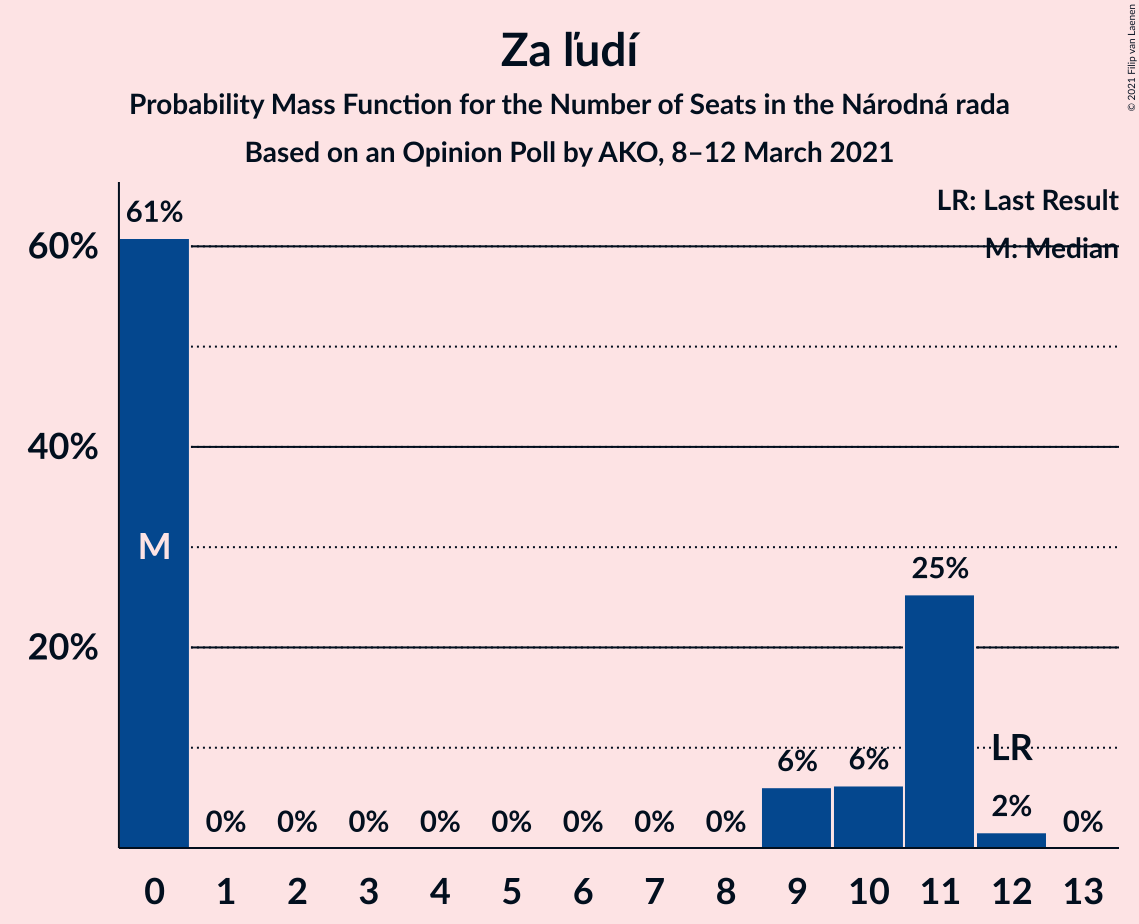 Za ľudí
Probability Mass Function for the Number of Seats in the Národná rada
Based on an Opinion Poll by AKO, 8–12 March 2021
© 2021 Filip van Laenen
LR: Last Result
M: Median
61%
60%
40%
20%
M
0% 0% 0% 0% 0% 0% 0% 0% 6% 6% 25% 2% 0%
LR
0 1 2 3 4 5 6 7 8 9 10 11 12 13